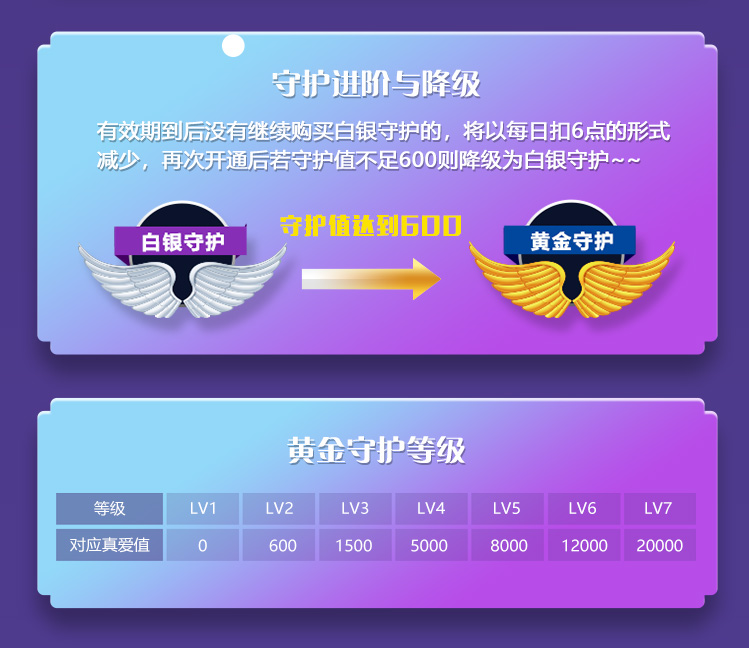 守护进阶与降级
有效期到后没有继续购买白银守护的，将以每日扣6点的形式
减少，再次开通后若守护值不足600则降级为白银守护~~
白银守护
守护值达到600
黄金守护
黄金守护等级
等级 LV1 LV2 LV3 LV4 LV5 LV6 LV7
对应真爱值 0 600 1500 5000 8000 12000 20000